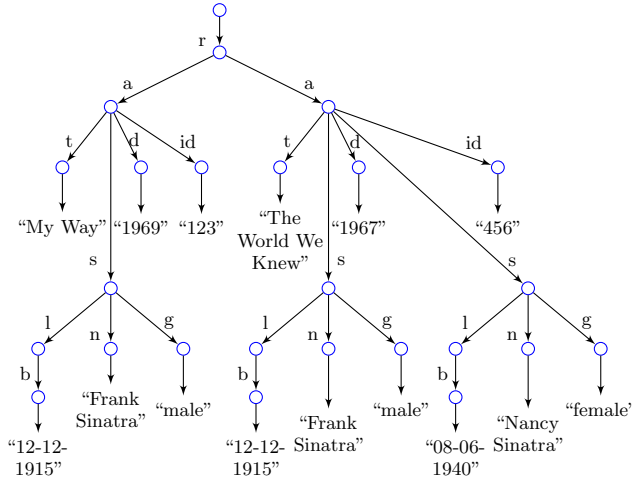 r
a a
t d id t d id
“My Way” “1969” “123” “The “1967” “456”
World We
Knew”
s s s
l n g l n g l n g
b b b
“Frank “male” “Frank “male” “Nancy “female”
Sinatra” Sinatra” Sinatra”
“12-12- “12-12- “08-06-
1915” 1915” 1940”